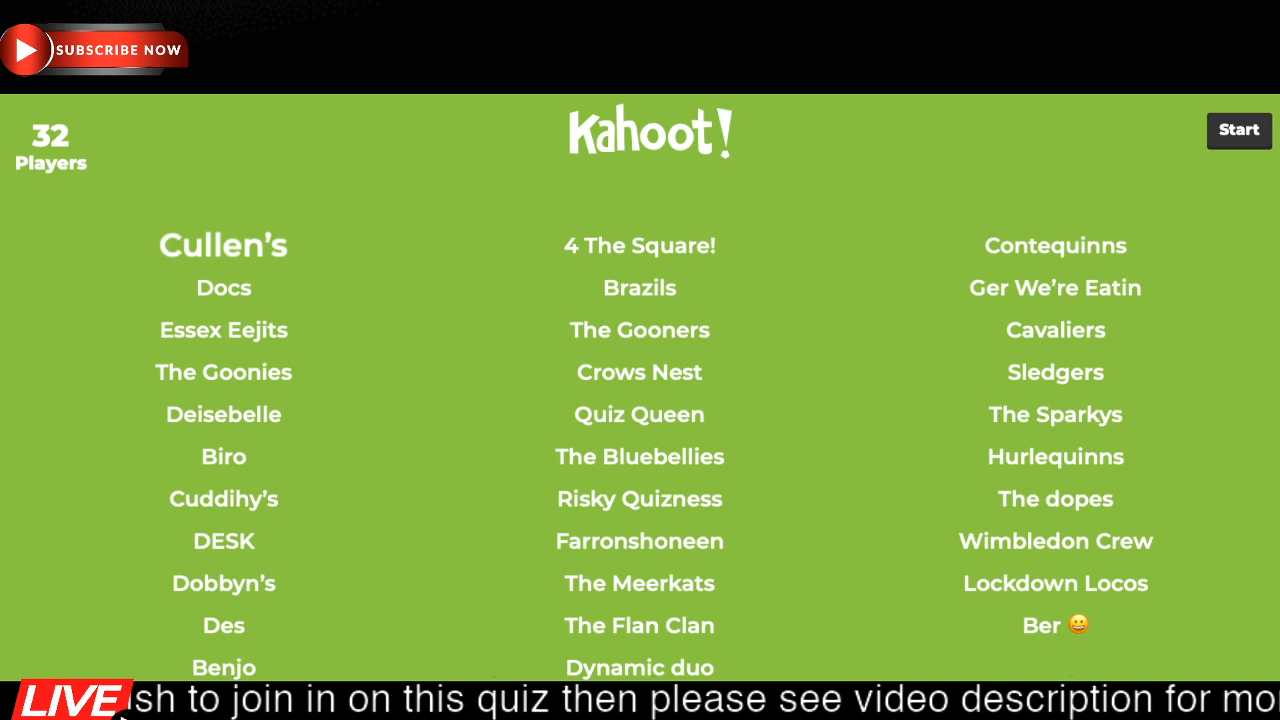 SUBSCRIBE NOW
32
Players
Kahoot!
Start
Cullen’s
4 The Square!
Contequinns
Docs
Brazils
Ger We’re Eatin
Essex Eejits
The Gooners
Cavaliers
The Goonies
Crows Nest
Sledgers
Deisebelle
Quiz Queen
The Sparkys
Biro
The Bluebellies
Hurlequinns
Cuddihy’s
Risky Quizness
The dopes
DESK
Farronshoneen
Wimbledon Crew
Dobbyn’s
The Meerkats
Lockdown Locos
Des
The Flan Clan
Ber 😀
Benjo
Dynamic duo
LIVE
to join in on this quiz then please see video description for